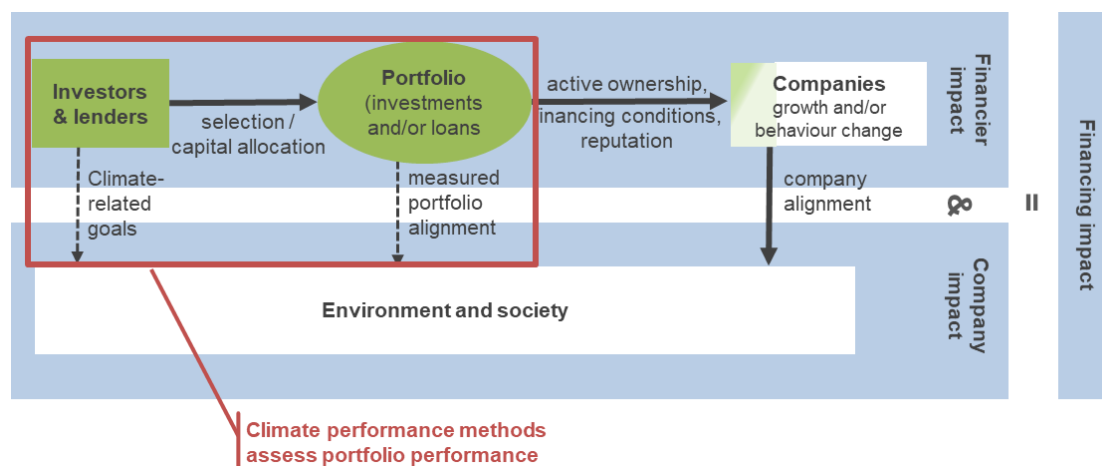 Investors
& lenders
selection /
capital allocation
Portfolio
(investments
and/or loans
active ownership,
inancing conditions,
reputation
Companies
growth and/or
behaviour change
Climate-
related
goals
measured
portfolio
alignment
company
alignment
Environment and society
Financier
impact
&
Company
impact
=
Financing impact
Climate performance methods
assess portfolio performance